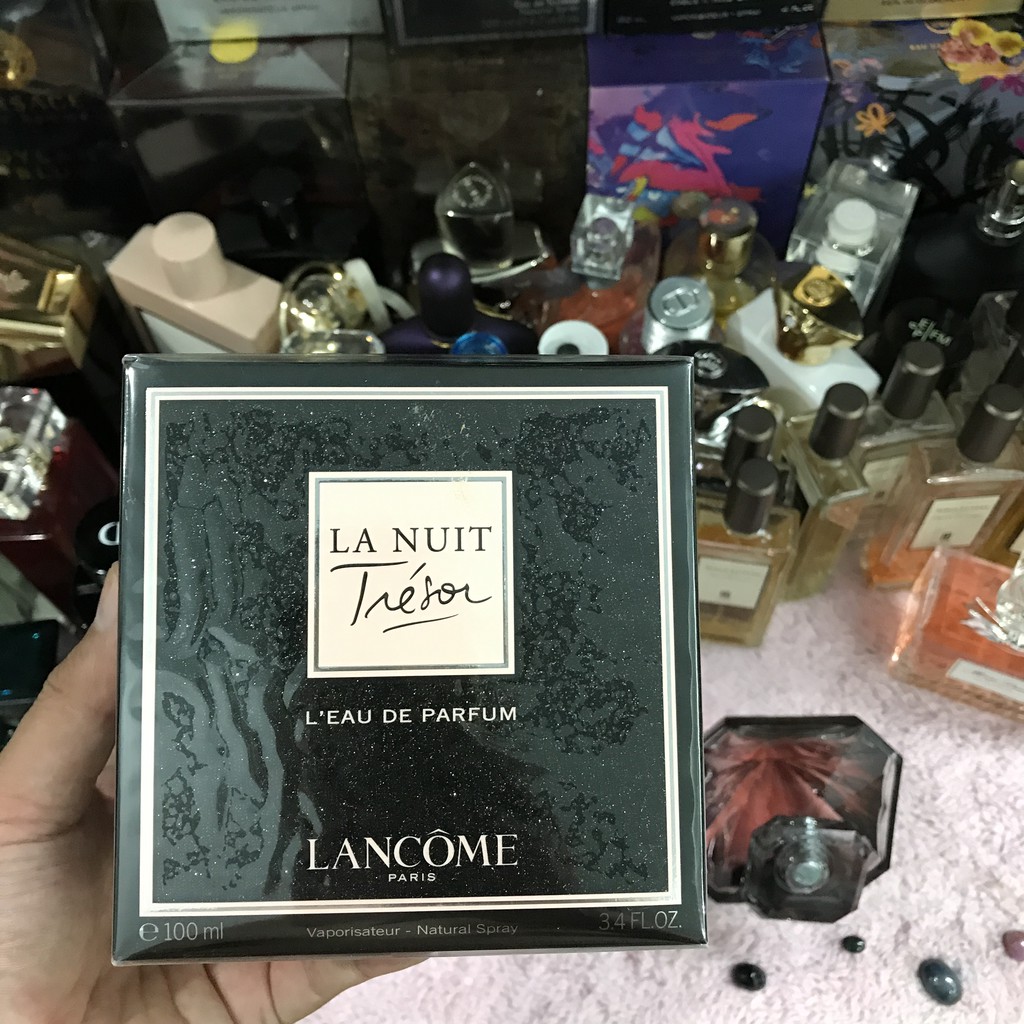 LA NUIT
Trésor
L'EAU DE PARFUM
LANCÔME
PARIS
℮ 100 ml
Vaporisateur - Natural Spray
3.4 FL.OZ.